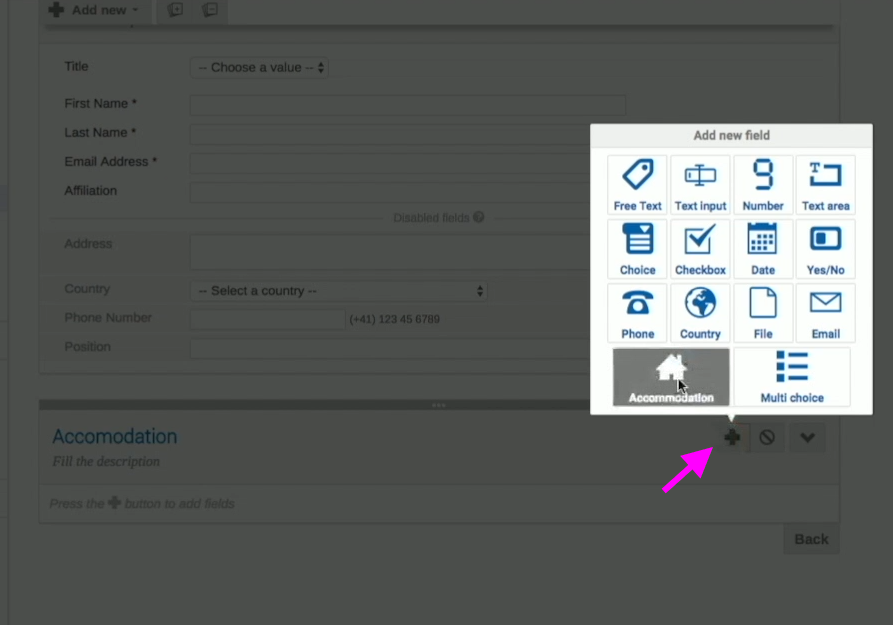 Add new
Title
-- Choose a value --
First Name *
Last Name *
Email Address *
Affiliation
Disabled fields
Address
Country
-- Select a country --
Phone Number
(+41) 123 45 6789
Position
Add new field
Free Text
Text input
Number
Text area
Choice
Checkbox
Date
Yes/No
Phone
Country
File
Email
Accommodation
Multi choice
Accomodation
Fill the description
Press the button to add fields
Back